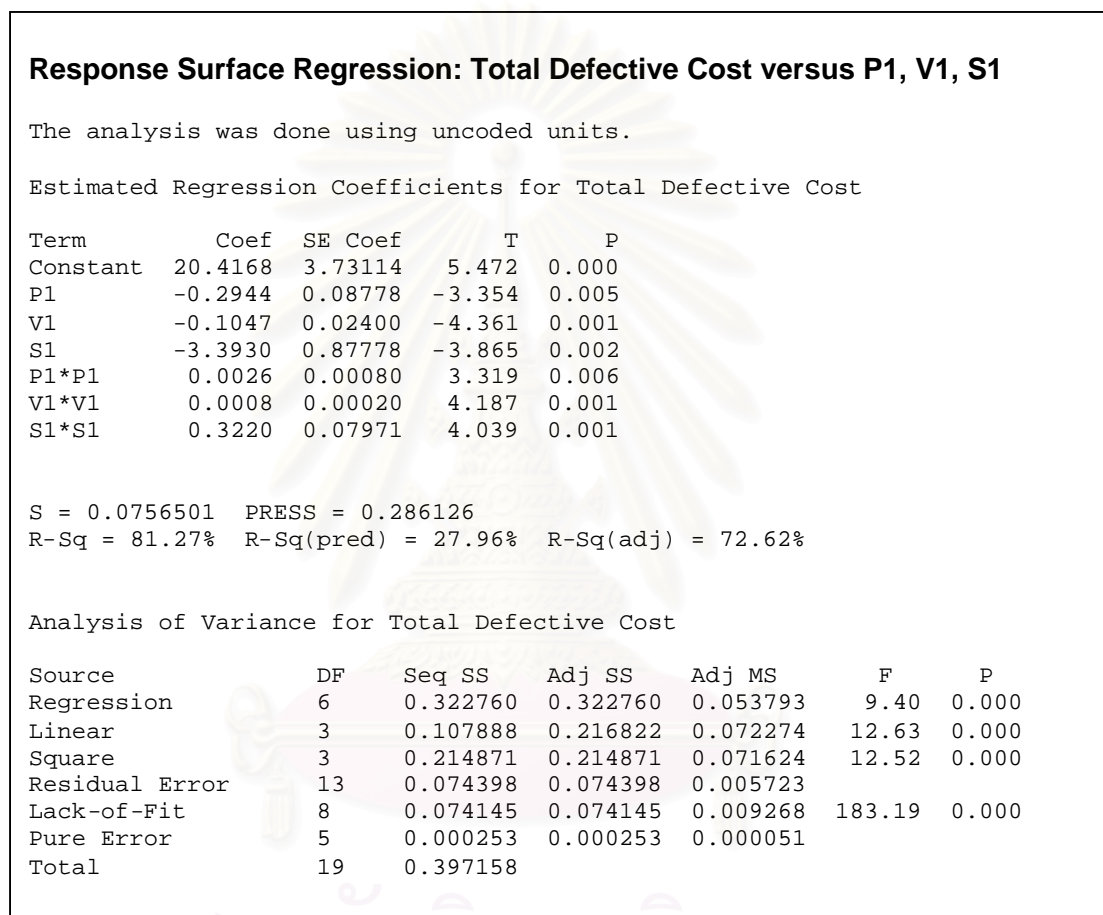 Response Surface Regression: Total Defective Cost versus P1, V1, S1
The analysis was done using uncoded units.
Estimated Regression Coefficients for Total Defective Cost
Term Coef SE Coef T P
Constant 20.4168 3.73114 5.472 0.000
P1 -0.2944 0.08778 -3.354 0.005
V1 -0.1047 0.02400 -4.361 0.001
S1 -3.3930 0.87778 -3.865 0.002
P1*P1 0.0026 0.00080 3.319 0.006
V1*V1 0.0008 0.00020 4.187 0.001
S1*S1 0.3220 0.07971 4.039 0.001
S = 0.0756501 PRESS = 0.286126
R-Sq = 81.27% R-Sq(pred) = 27.96% R-Sq(adj) = 72.62%
Analysis of Variance for Total Defective Cost
Source DF Seq SS Adj SS Adj MS F P
Regression 6 0.322760 0.322760 0.053793 9.40 0.000
Linear 3 0.107888 0.216822 0.072274 12.63 0.000
Square 3 0.214871 0.214871 0.071624 12.52 0.000
Residual Error 13 0.074398 0.074398 0.005723
Lack-of-Fit 8 0.074145 0.074145 0.009268 183.19 0.000
Pure Error 5 0.000253 0.000253 0.000051
Total 19 0.397158